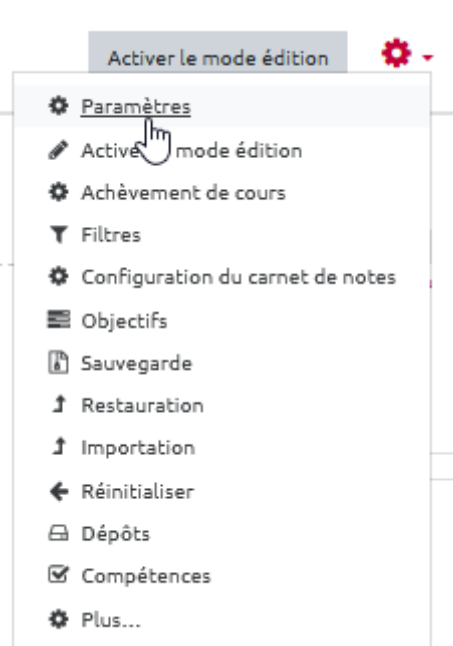 Activer le mode édition
Paramètres
Active mode édition
Achèvement de cours
Filtres
Configuration du carnet de notes
Objectifs
Sauvegarde
Restauration
Importation
Réinitialiser
Dépôts
Compétences
Plus...